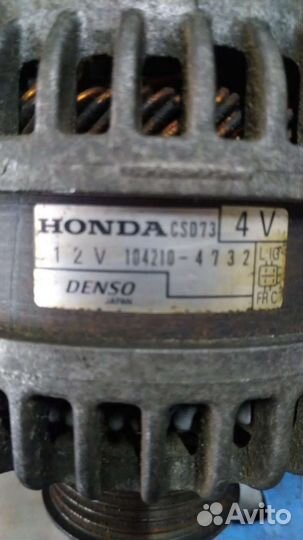 HONDA CSD73 4V
12V 104210-4732 L IG
DENSO FR C
JAPAN
Avito